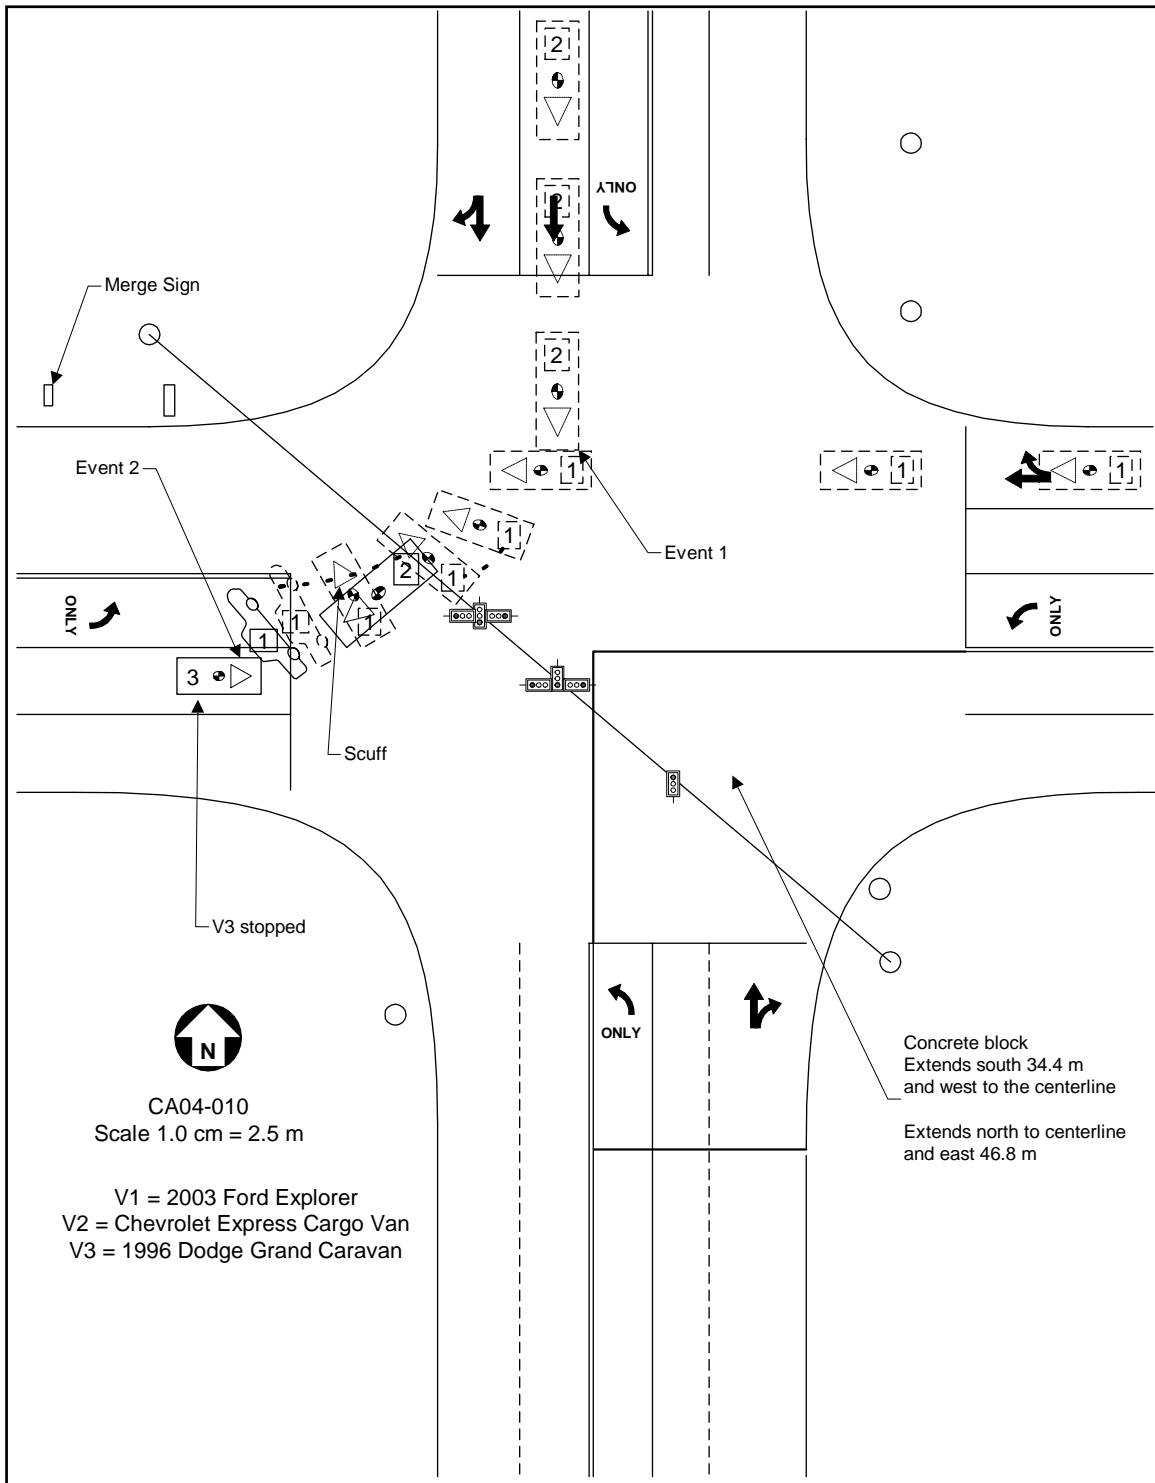 2
2
ONLY
Merge Sign
2
Event 2
1
1
1
1
Event 1
2
1
1
ONLY
1
1
1
ONLY
3
Scuff
V3 stopped
ONLY
N
CA04-010
Scale 1.0 cm = 2.5 m
V1 = 2003 Ford Explorer
V2 = Chevrolet Express Cargo Van
V3 = 1996 Dodge Grand Caravan
Concrete block
Extends south 34.4 m
and west to the centerline
Extends north to centerline
and east 46.8 m